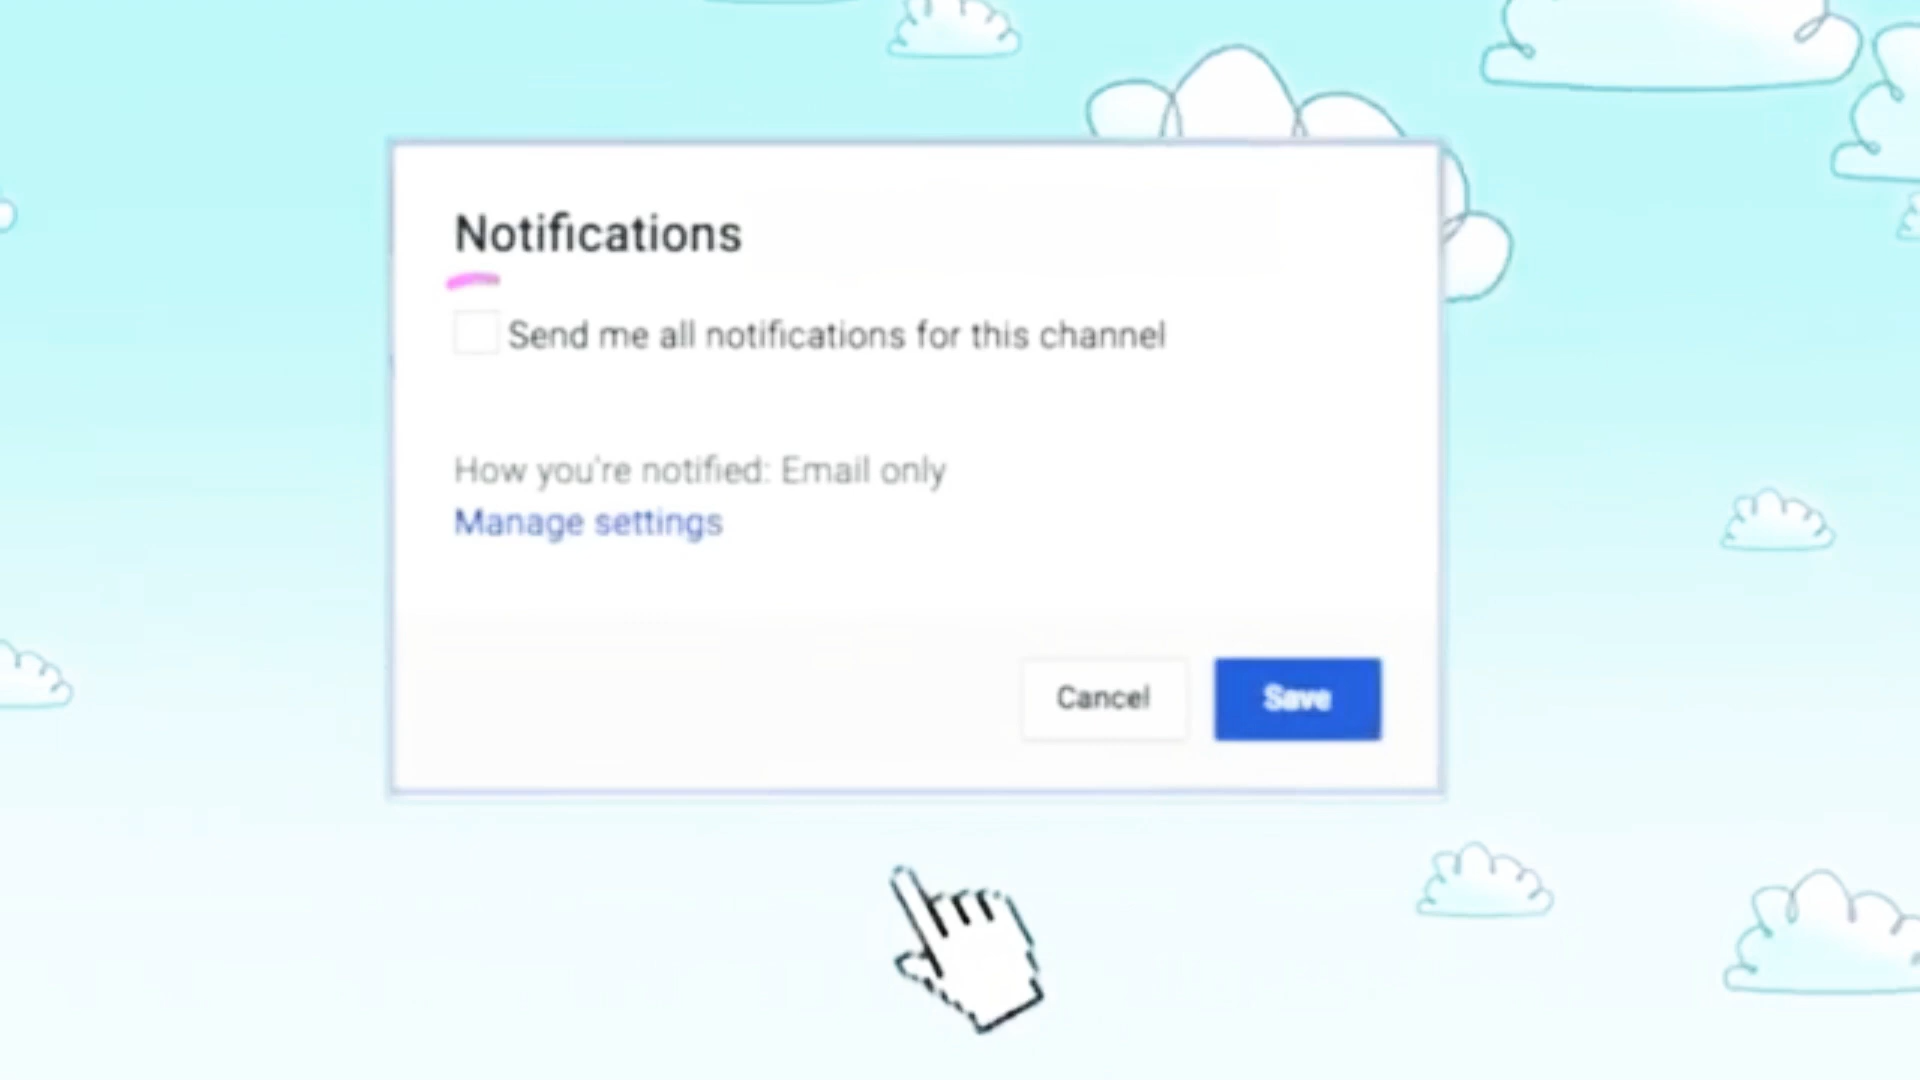 Notifications
Send me all notifications for this channel
How you're notified: Email only
Manage settings
Cancel
Save